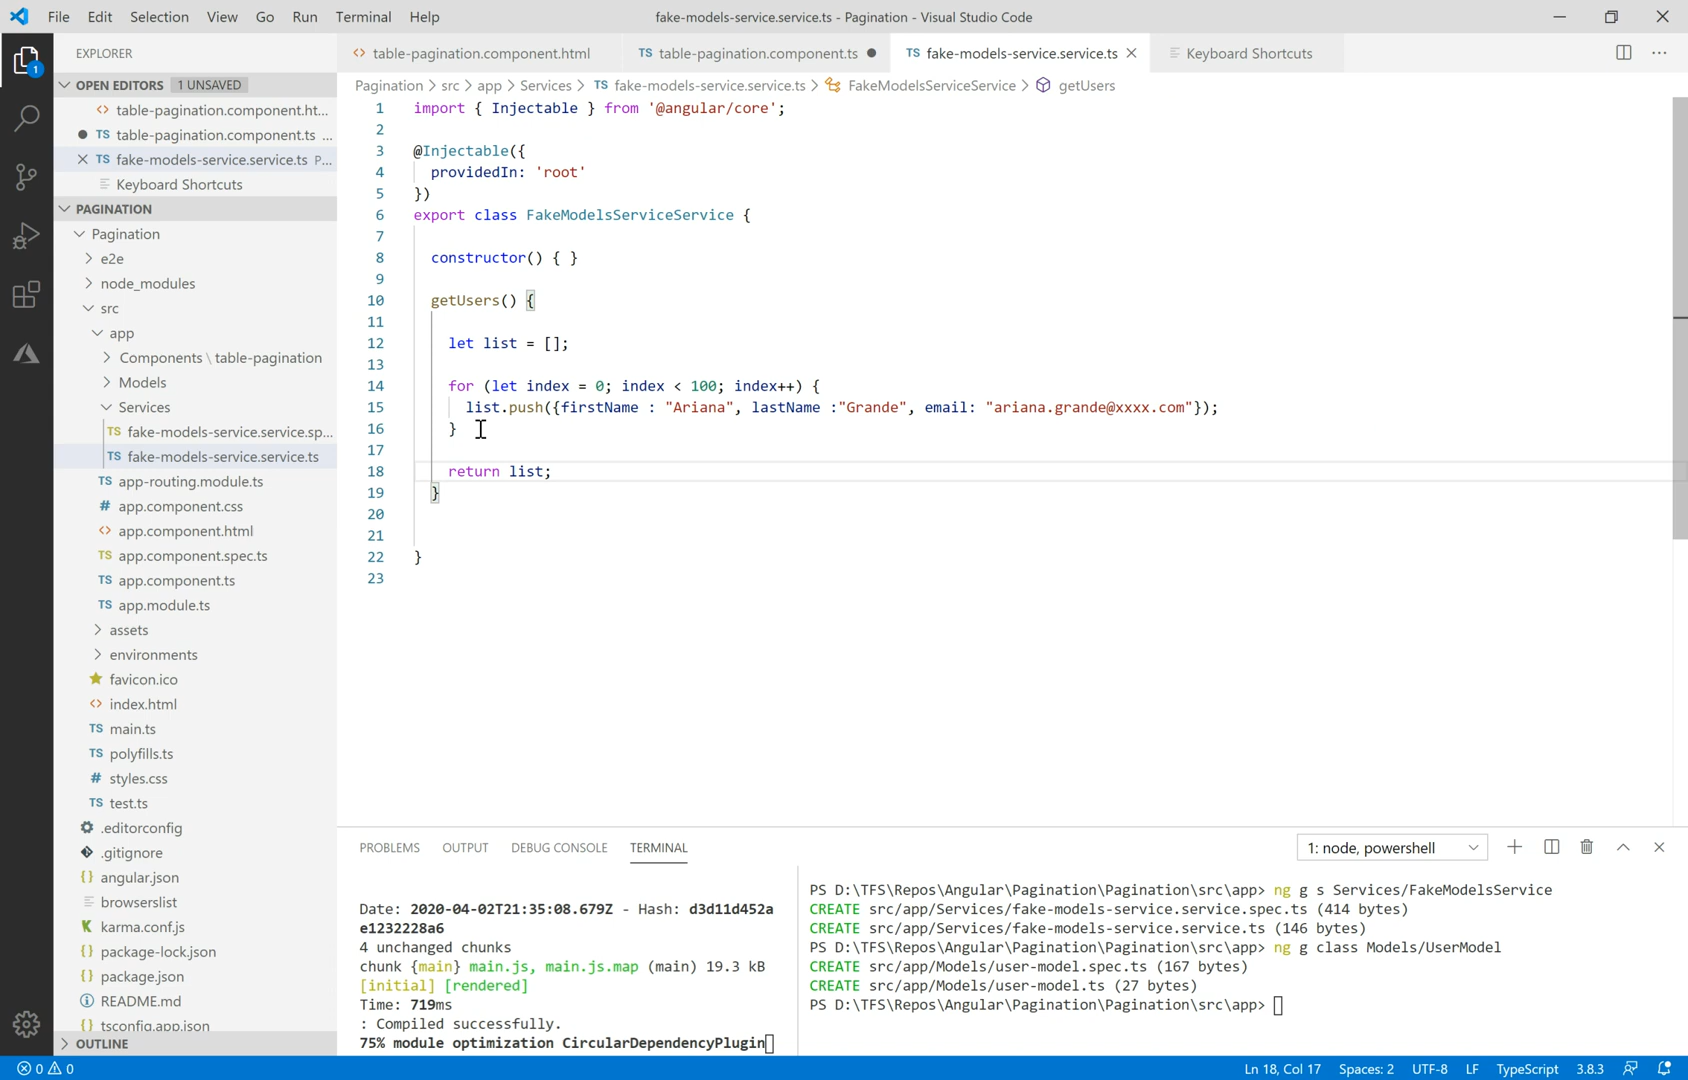 File Edit Selection View Go Run Terminal Help
fake-models-service.service.ts - Pagination - Visual Studio Code
EXPLORER
OPEN EDITORS 1 UNSAVED
table-pagination.component.ht...
TS table-pagination.component.ts ...
TS fake-models-service.service.ts P...
Keyboard Shortcuts
PAGINATION
Pagination
e2e
node_modules
src
app
Components \ table-pagination
Models
Services
TS fake-models-service.service.sp...
TS fake-models-service.service.ts
TS app-routing.module.ts
# app.component.css
<> app.component.html
TS app.component.spec.ts
TS app.component.ts
TS app.module.ts
assets
environments
favicon.ico
<> index.html
TS main.ts
TS polyfills.ts
# styles.css
TS test.ts
.editorconfig
.gitignore
{} angular.json
browserslist
karma.conf.js
{} package-lock.json
{} package.json
README.md
tsconfig.app.json
OUTLINE
<> table-pagination.component.html TS table-pagination.component.ts TS fake-models-service.service.ts Keyboard Shortcuts
Pagination > src > app > Services > TS fake-models-service.service.ts > FakeModelsServiceService > getUsers
1 import { Injectable } from '@angular/core';
2
3 @Injectable({
4 providedIn: 'root'
5 })
6 export class FakeModelsServiceService {
7
8 constructor() { }
9
10 getUsers() {
11
12 let list = [];
13
14 for (let index = 0; index < 100; index++) {
15 list.push({firstName : "Ariana", lastName :"Grande", email: "ariana.grande@xxxx.com"});
16 }
17
18 return list;
19 }
20
21
22 }
23
PROBLEMS OUTPUT DEBUG CONSOLE TERMINAL
1: node, powershell
Date: 2020-04-02T21:35:08.679Z - Hash: d3d11d452a
e1232228a6
4 unchanged chunks
chunk {main} main.js, main.js.map (main) 19.3 kB
[initial] [rendered]
Time: 719ms
: Compiled successfully.
75% module optimization CircularDependencyPlugin
PS D:\TFS\Repos\Angular\Pagination\Pagination\src\app> ng g s Services/FakeModelsService
CREATE src/app/Services/fake-models-service.service.spec.ts (414 bytes)
CREATE src/app/Services/fake-models-service.service.ts (146 bytes)
PS D:\TFS\Repos\Angular\Pagination\Pagination\src\app> ng g class Models/UserModel
CREATE src/app/Models/user-model.spec.ts (167 bytes)
CREATE src/app/Models/user-model.ts (27 bytes)
PS D:\TFS\Repos\Angular\Pagination\Pagination\src\app>
0 0 Ln 18, Col 17 Spaces: 2 UTF-8 LF TypeScript 3.8.3